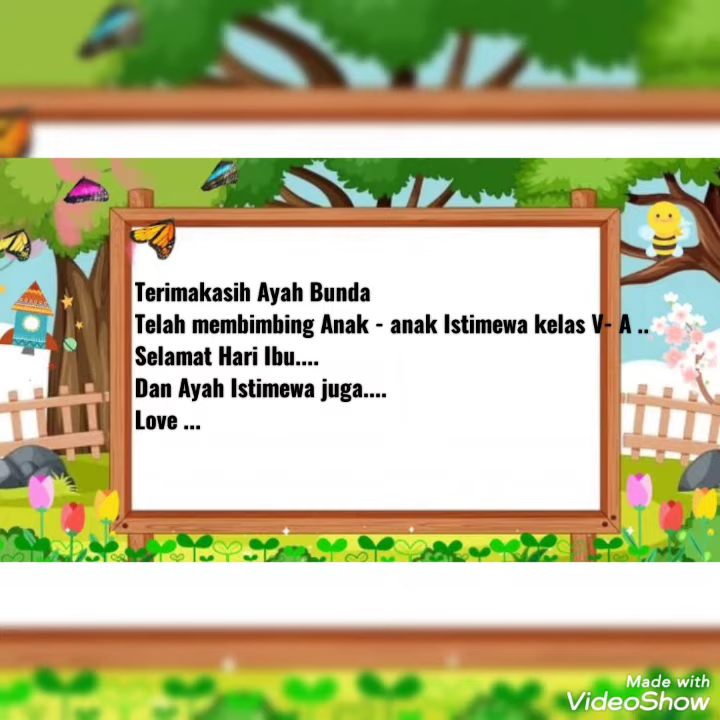 Terimakasih Ayah Bunda
Telah membimbing Anak - anak Istimewa kelas V- A ..
Selamat Hari Ibu....
Dan Ayah Istimewa juga....
Love ...
Made with
VideoShow